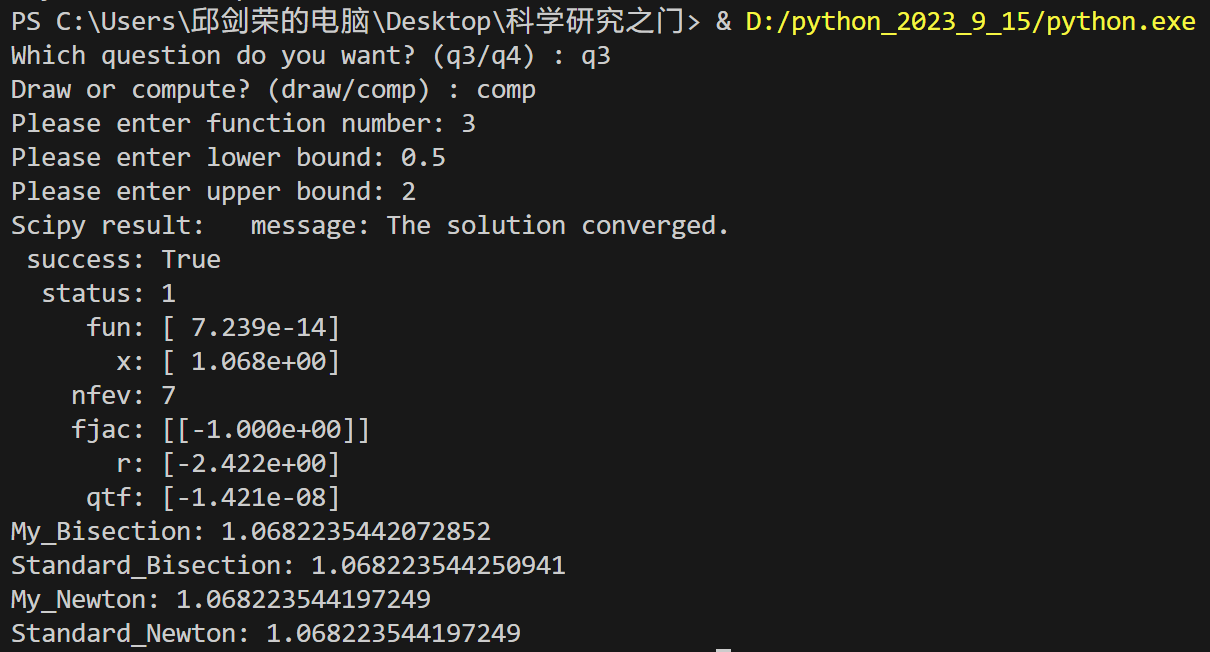 PS C:\Users\邱剑荣的电脑\Desktop\科学研究之门> & D:/python_2023_9_15/python.exe
Which question do you want? (q3/q4) : q3
Draw or compute? (draw/comp) : comp
Please enter function number: 3
Please enter lower bound: 0.5
Please enter upper bound: 2
Scipy result:   message: The solution converged.
 success: True
  status: 1
     fun: [ 7.239e-14]
       x: [ 1.068e+00]
    nfev: 7
    fjac: [[-1.000e+00]]
       r: [-2.422e+00]
     qtf: [-1.421e-08]
My_Bisection: 1.0682235442072852
Standard_Bisection: 1.068223544250941
My_Newton: 1.068223544197249
Standard_Newton: 1.068223544197249